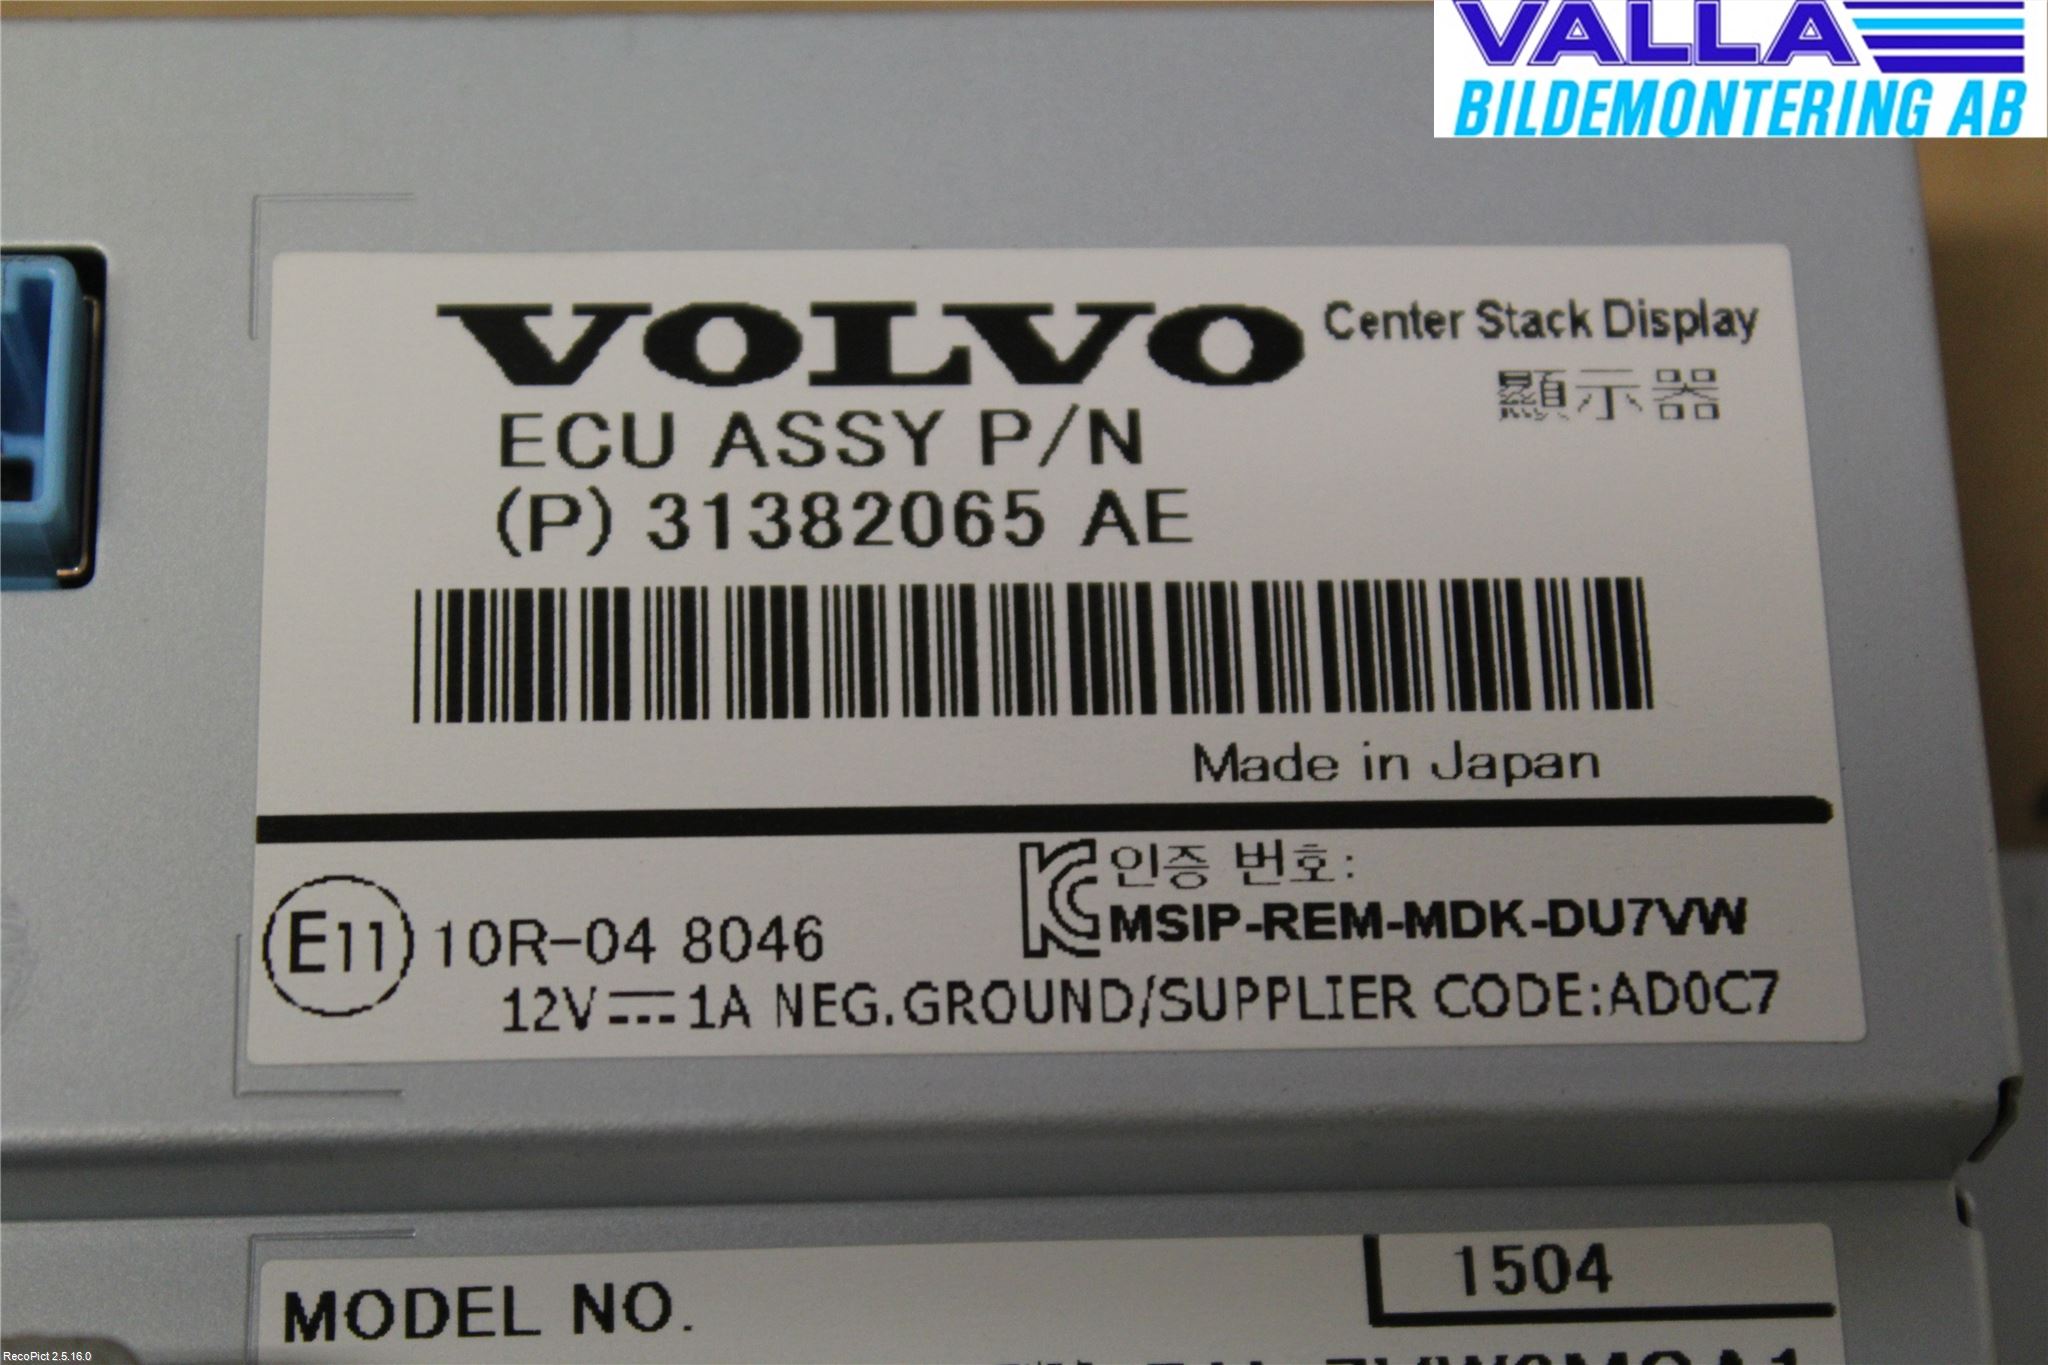 VALLA
BILDEMONTERING AB
VOLVO Center Stack Display
顯示器
ECU ASSY P/N
(P) 31382065 AE
Made in Japan
인증 번호:
E11 10R-04 8046 MSIP-REM-MDK-DU7VW
12V 1A NEG.GROUND/SUPPLIER CODE:AD0C7
1504
MODEL NO.
RecoPict 2.5.16.0